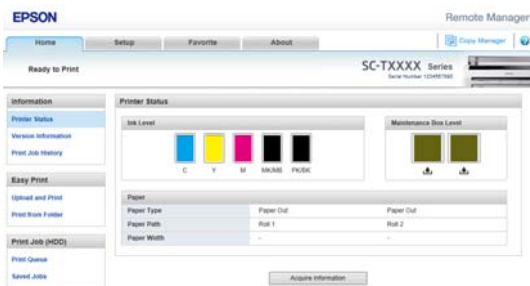 EPSON
Remote Manager
Home Setup Favorite About
Copy Manager
Ready to Print
SC-TXXXX Series
Serial Number 1234567890
Information
Printer Status
Version Information
Print Job History
Easy Print
Upload and Print
Print from Folder
Print Job (HDD)
Print Queue
Saved Jobs
Printer Status
Ink Level
C Y M MK/MB PK/BK
Maintenance Box Level
Paper
Paper Type Paper Out Paper Out
Paper Path Roll 1 Roll 2
Paper Width - -
Acquire Information